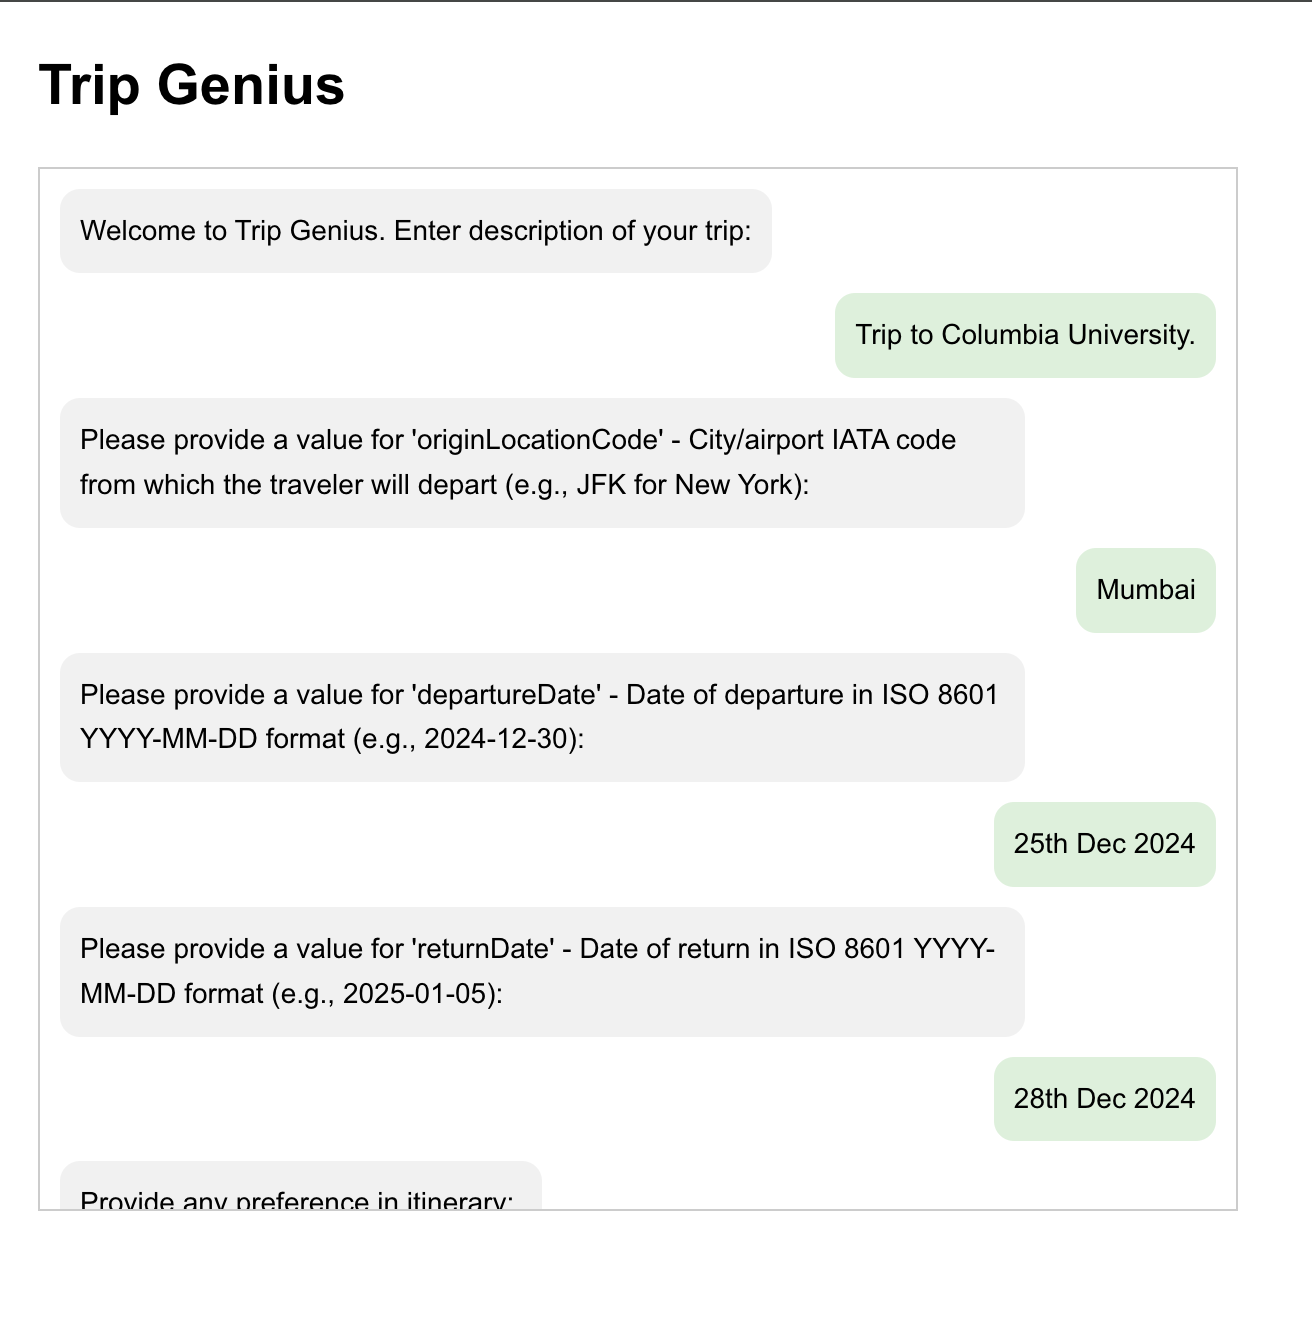 Trip Genius
Welcome to Trip Genius. Enter description of your trip:
Trip to Columbia University.
Please provide a value for 'originLocationCode' - City/airport IATA code
from which the traveler will depart (e.g., JFK for New York):
Mumbai
Please provide a value for 'departureDate' - Date of departure in ISO 8601
YYYY-MM-DD format (e.g., 2024-12-30):
25th Dec 2024
Please provide a value for 'returnDate' - Date of return in ISO 8601 YYYY-
MM-DD format (e.g., 2025-01-05):
28th Dec 2024
Provide any preference in itinerary: